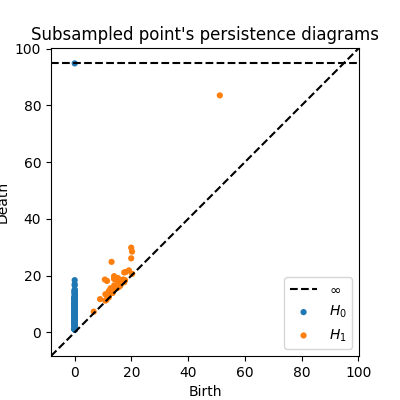 Subsampled point's persistence diagrams
100
80
60
40
20
0
Death
0 20 40 60 80 100
Birth
∞
H₀
H₁